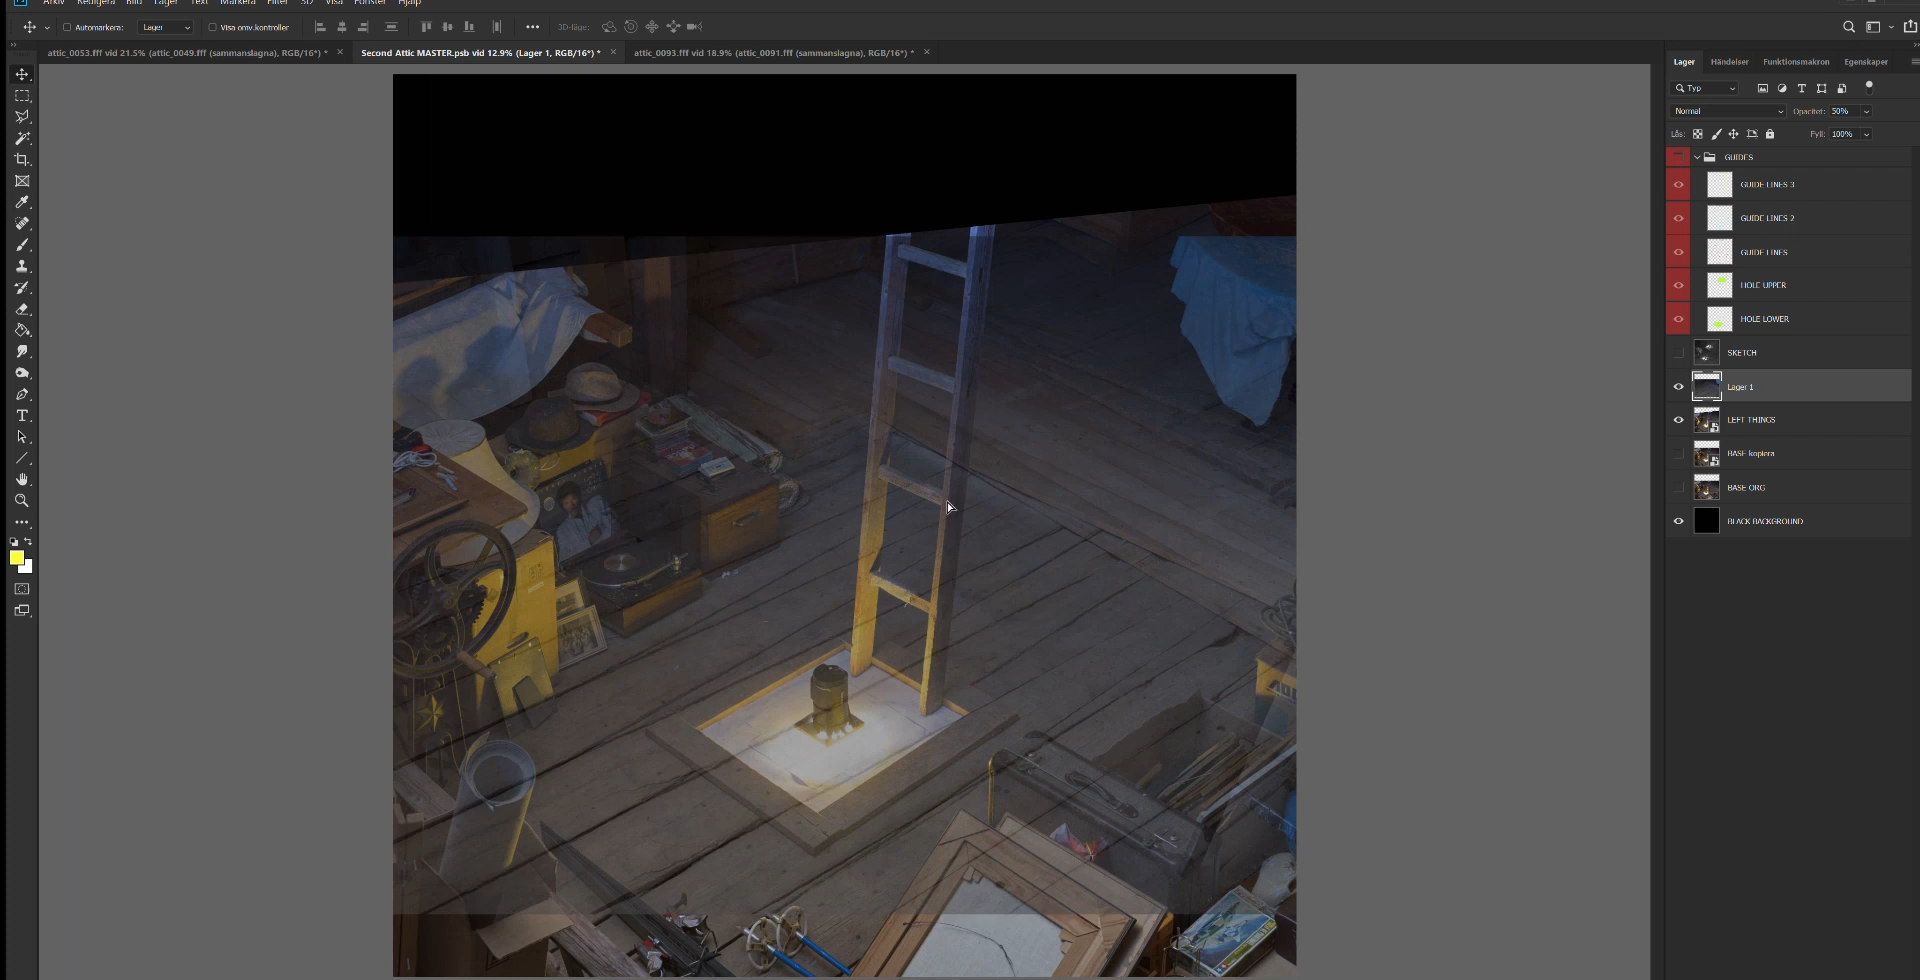 Arkiv Redigera Bild Lager Text Markera Filter 3D Visa Fönster Hjälp
Automarkera: Lager Visa omv.kontroller 3D-läge:
attic_0053.fff vid 21.5% (attic_0049.fff (sammanslagna), RGB/16*) * ×
Second Attic MASTER.psb vid 12.9% (Lager 1, RGB/16*) * ×
attic_0093.fff vid 18.9% (attic_0091.fff (sammanslagna), RGB/16*) * ×
Lager Händelser Funktionsmakron Egenskaper
Typ
Normal Opacitet: 50%
Lås: Fyll: 100%
GUIDES
GUIDE LINES 3
GUIDE LINES 2
GUIDE LINES
HOLE UPPER
HOLE LOWER
SKETCH
Lager 1
LEFT THINGS
BASE kopiera
BASE ORG
BLACK BACKGROUND